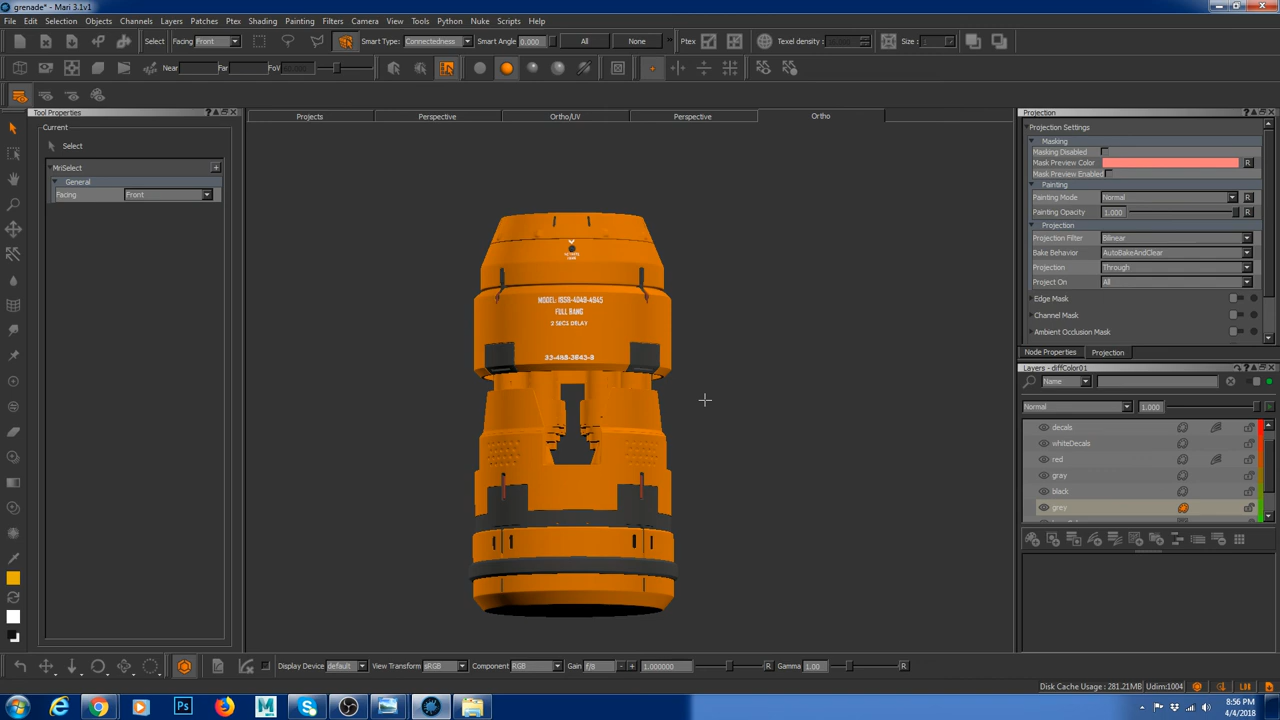 grenade* - Mari 3.1v1
File Edit Selection Objects Channels Layers Patches Ptex Shading Painting Filters Camera View Tools Python Nuke Scripts Help
Select Facing Front Smart Type: Connectedness Smart Angle 0.000 All None Ptex Texel density: Size :
Near Far FoV
Tool Properties
Current
Select
MriSelect
General
Facing Front
Projects Perspective Ortho/UV Perspective Ortho
FULL BANG
2 SECS DELAY
Projection
Projection Settings
Masking
Masking Disabled
Mask Preview Color R
Mask Preview Enabled
Painting
Painting Mode Normal R
Painting Opacity 1.000 R
Projection
Projection Filter Bilinear
Bake Behavior AutoBakeAndClear
Projection Through
Project On All
Edge Mask
Channel Mask
Ambient Occlusion Mask
Node Properties Projection
Layers - diffColor01
Name
Normal 1.000
decals
whiteDecals
red
gray
black
grey
Display Device default View Transform sRGB Component RGB Gain f/8 - + 1.000000 R Gamma 1.00 R
Disk Cache Usage : 281.21MB Udim:1004
8:56 PM
4/4/2018